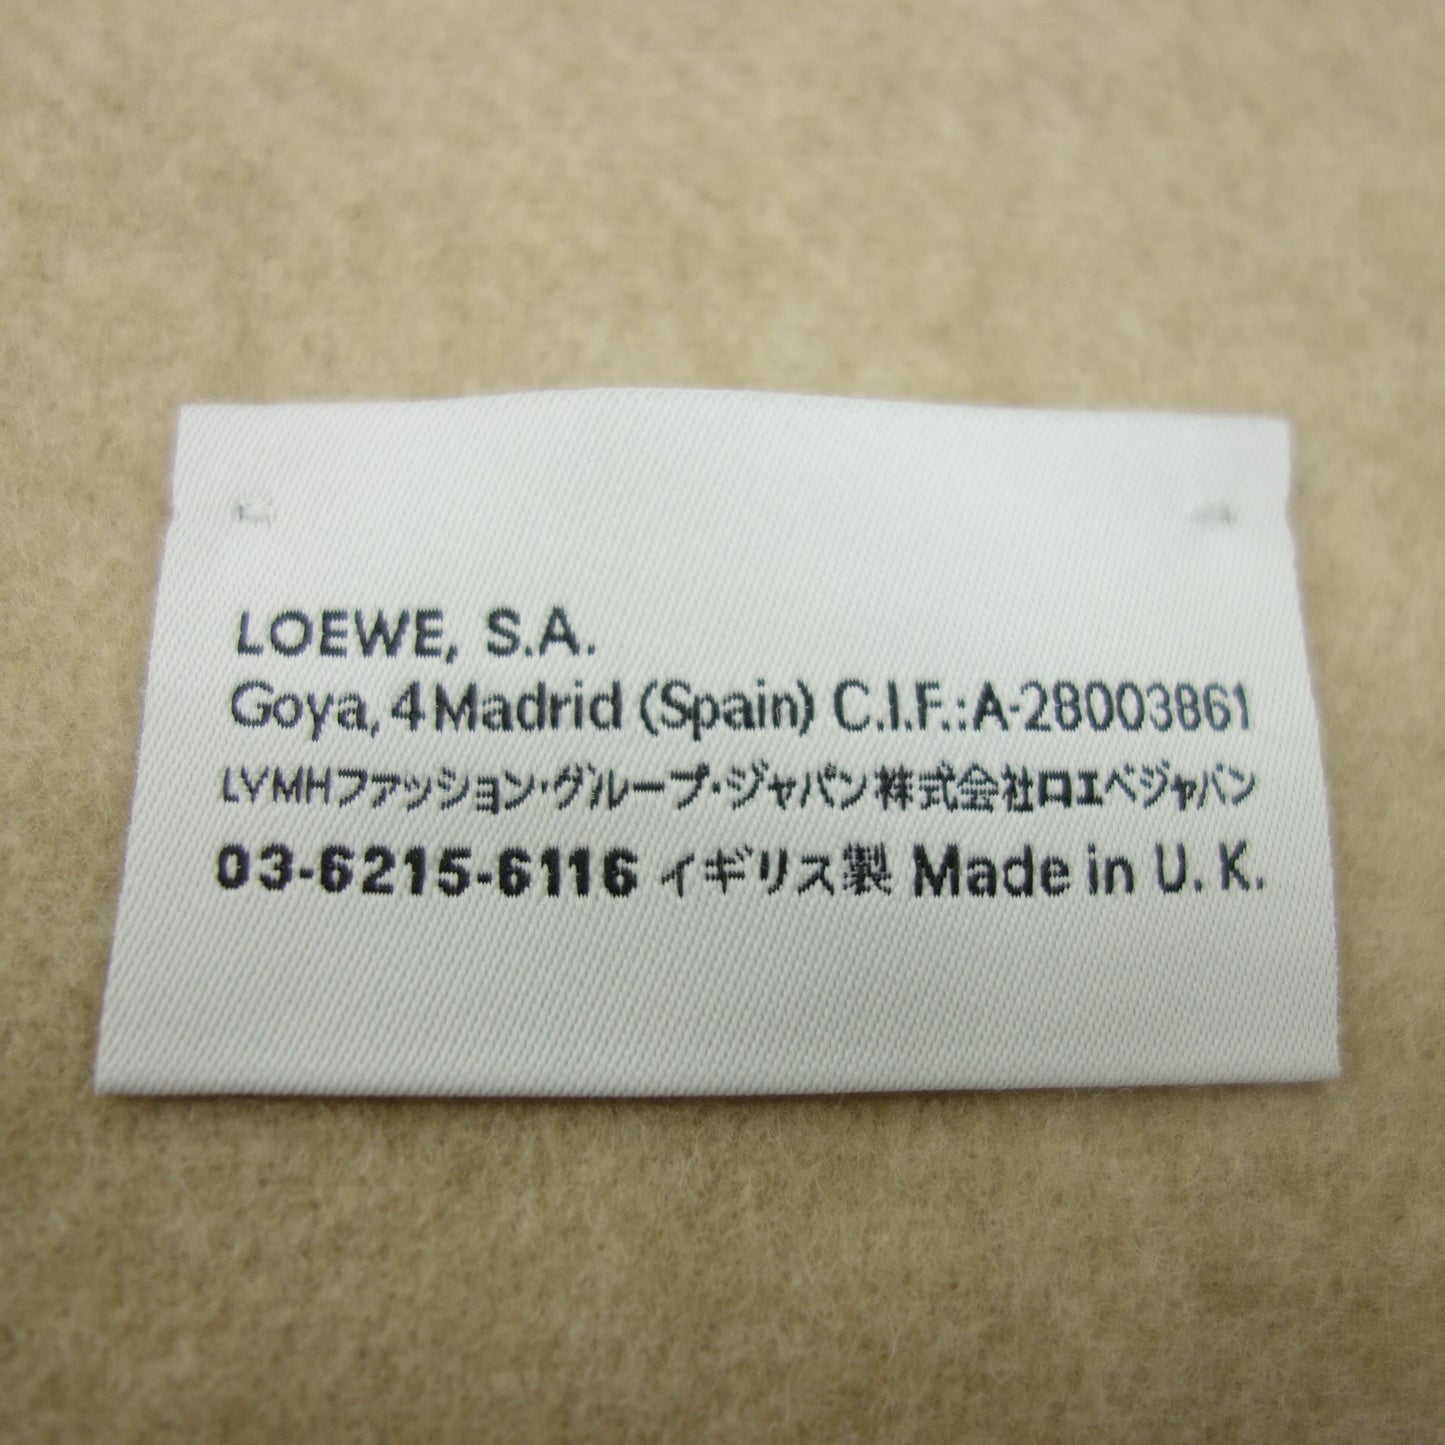 LOEWE, S.A.
Goya, 4 Madrid (Spain) C.I.F.: A-28003861
LVMHファッション・グループ・ジャパン株式会社ロエベジャパン
03-6215-6116 イギリス製 Made in U. K.